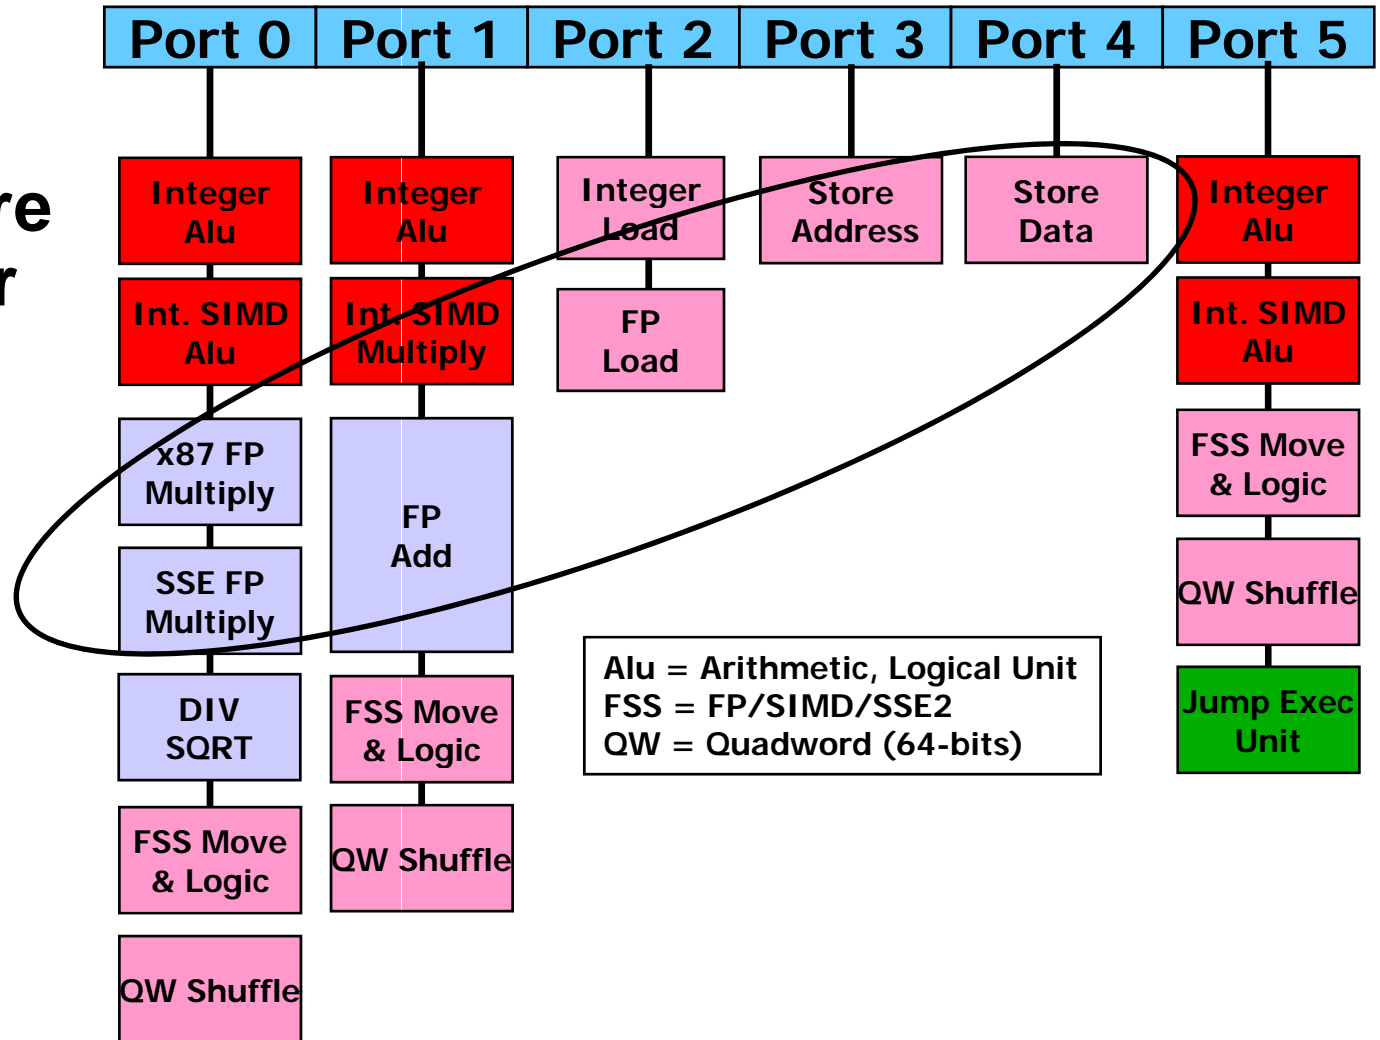 Port 0 Port 1 Port 2 Port 3 Port 4 Port 5
re
r
Integer
Alu
Int. SIMD
Alu
x87 FP
Multiply
SSE FP
Multiply
DIV
SQRT
FSS Move
& Logic
QW Shuffle
Integer
Alu
Int. SIMD
Multiply
FP
Add
FSS Move
& Logic
QW Shuffle
Integer
Load
FP
Load
Store
Address
Store
Data
Integer
Alu
Int. SIMD
Alu
FSS Move
& Logic
QW Shuffle
Jump Exec
Unit
Alu = Arithmetic, Logical Unit
FSS = FP/SIMD/SSE2
QW = Quadword (64-bits)